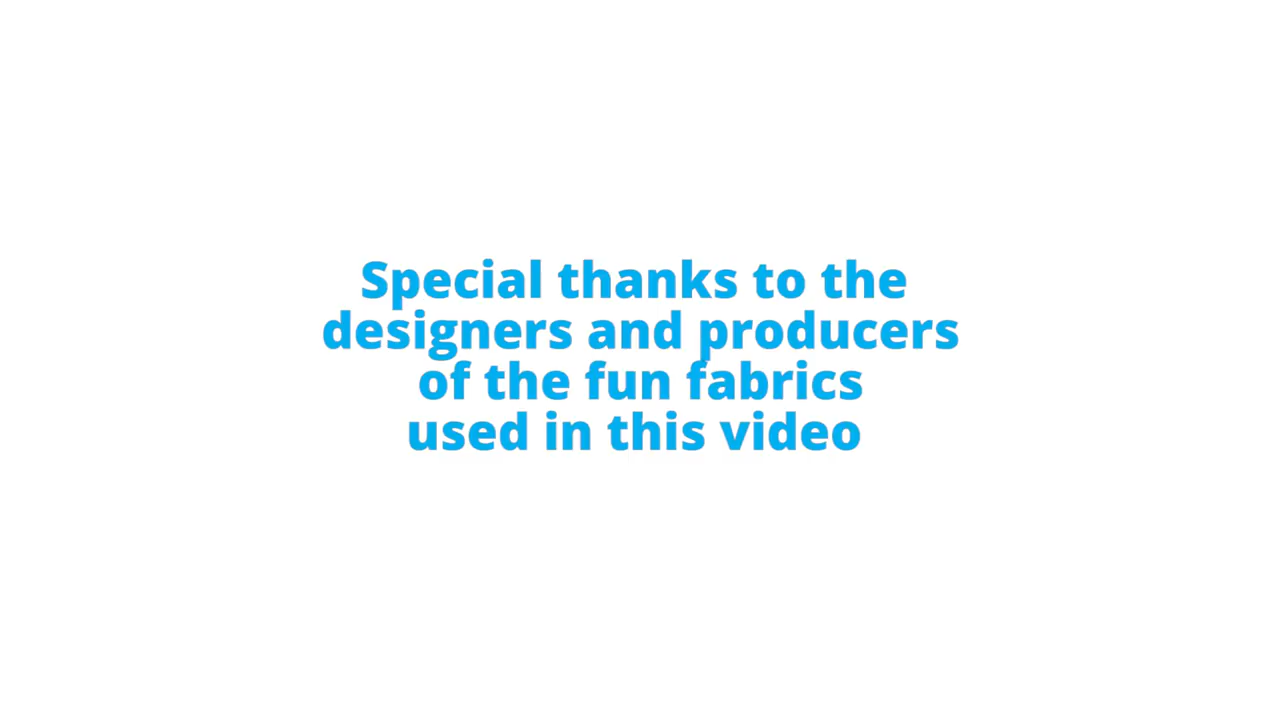 Special thanks to the
designers and producers
of the fun fabrics
used in this video